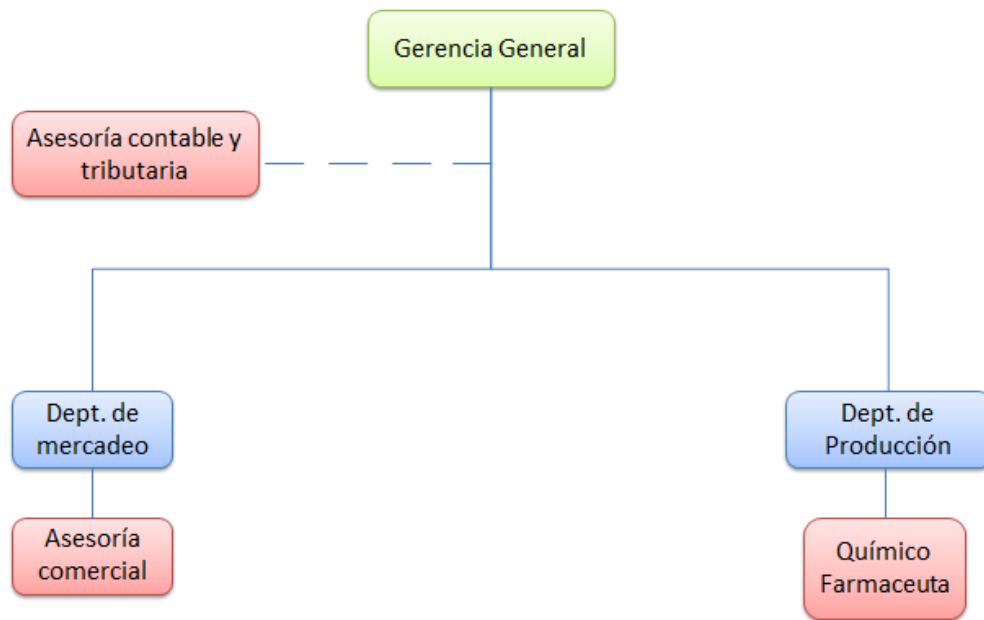 Gerencia General
Asesoría contable y
tributaria
Dept. de
mercadeo
Dept. de
Producción
Asesoría
comercial
Químico
Farmaceuta